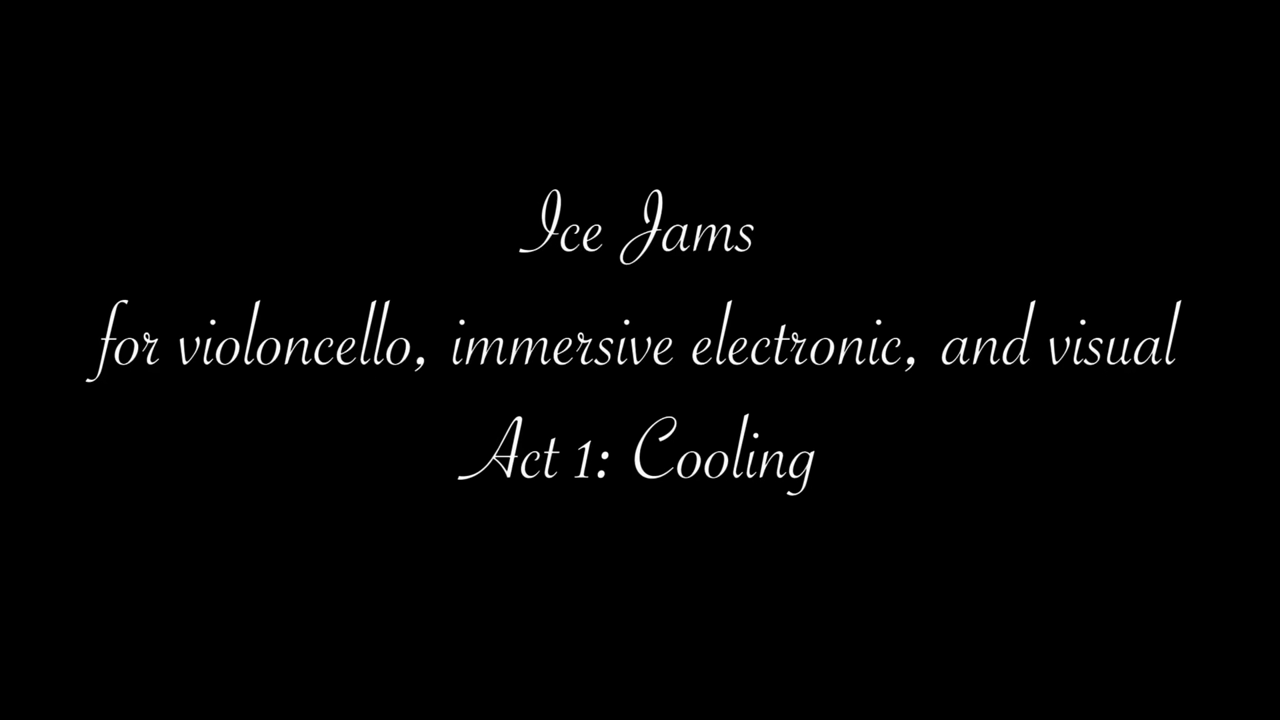 Ice Jams
for violoncello, immersive electronic, and visual
Act 1: Cooling